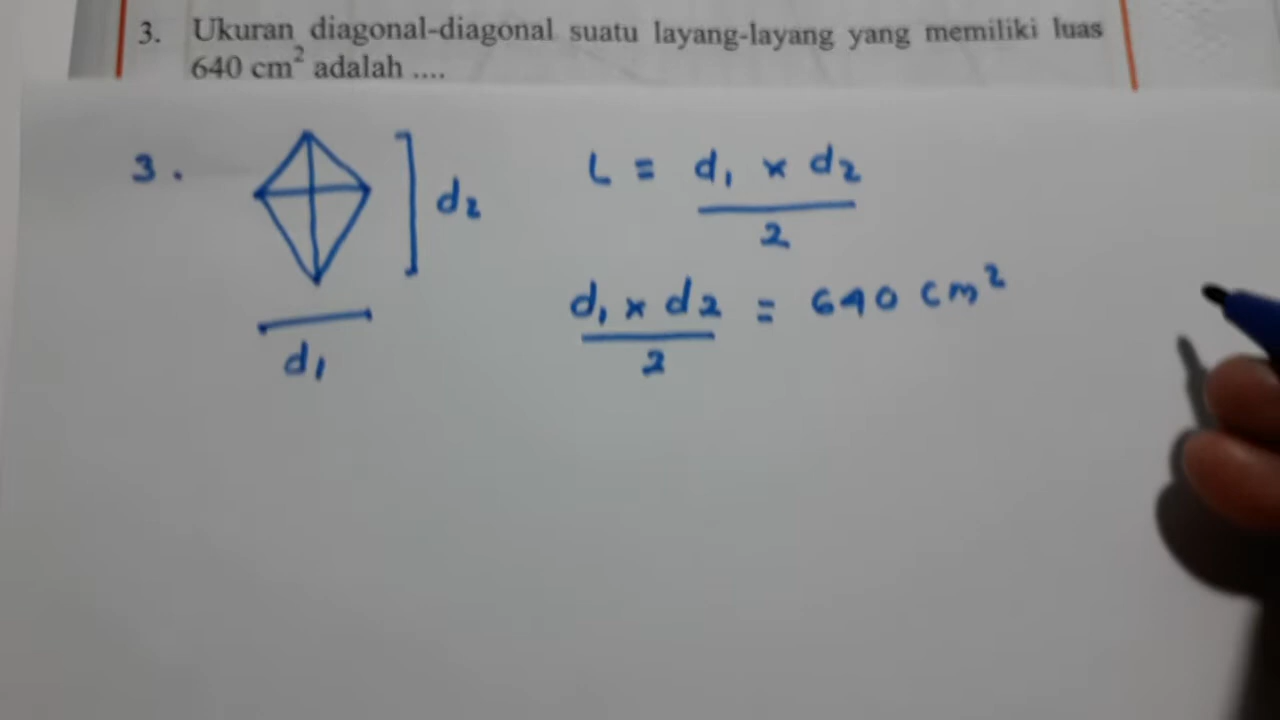 3. Ukuran diagonal-diagonal suatu layang-layang yang memiliki luas
640 cm² adalah ....
3.
d₂
d₁
L = d₁ × d₂
2
d₁ × d₂ = 640 cm²
2